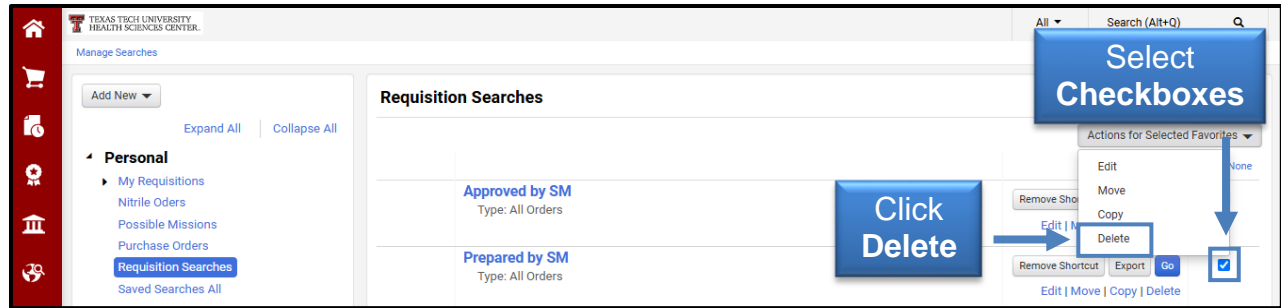 TEXAS TECH UNIVERSITY
HEALTH SCIENCES CENTER.
All
Search (Alt+Q)
Manage Searches
Select
Checkboxes
Add New
Expand All
Collapse All
Personal
My Requisitions
Nitrile Oders
Possible Missions
Purchase Orders
Requisition Searches
Saved Searches All
Requisition Searches
Actions for Selected Favorites
Edit
Move
Copy
Delete
None
Approved by SM
Type: All Orders
Click
Delete
Remove
Edit |
Prepared by SM
Type: All Orders
Remove Shortcut Export Go
Edit | Move | Copy | Delete